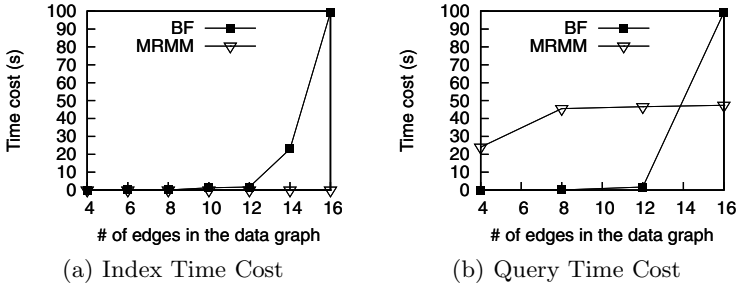 Time cost (s)
100
90
80
70
60
50
40
30
20
10
0
BF
MRMM
4 6 8 10 12 14 16
# of edges in the data graph
(a) Index Time Cost
Time cost (s)
100
90
80
70
60
50
40
30
20
10
0
BF
MRMM
4 6 8 10 12 14 16
# of edges in the data graph
(b) Query Time Cost